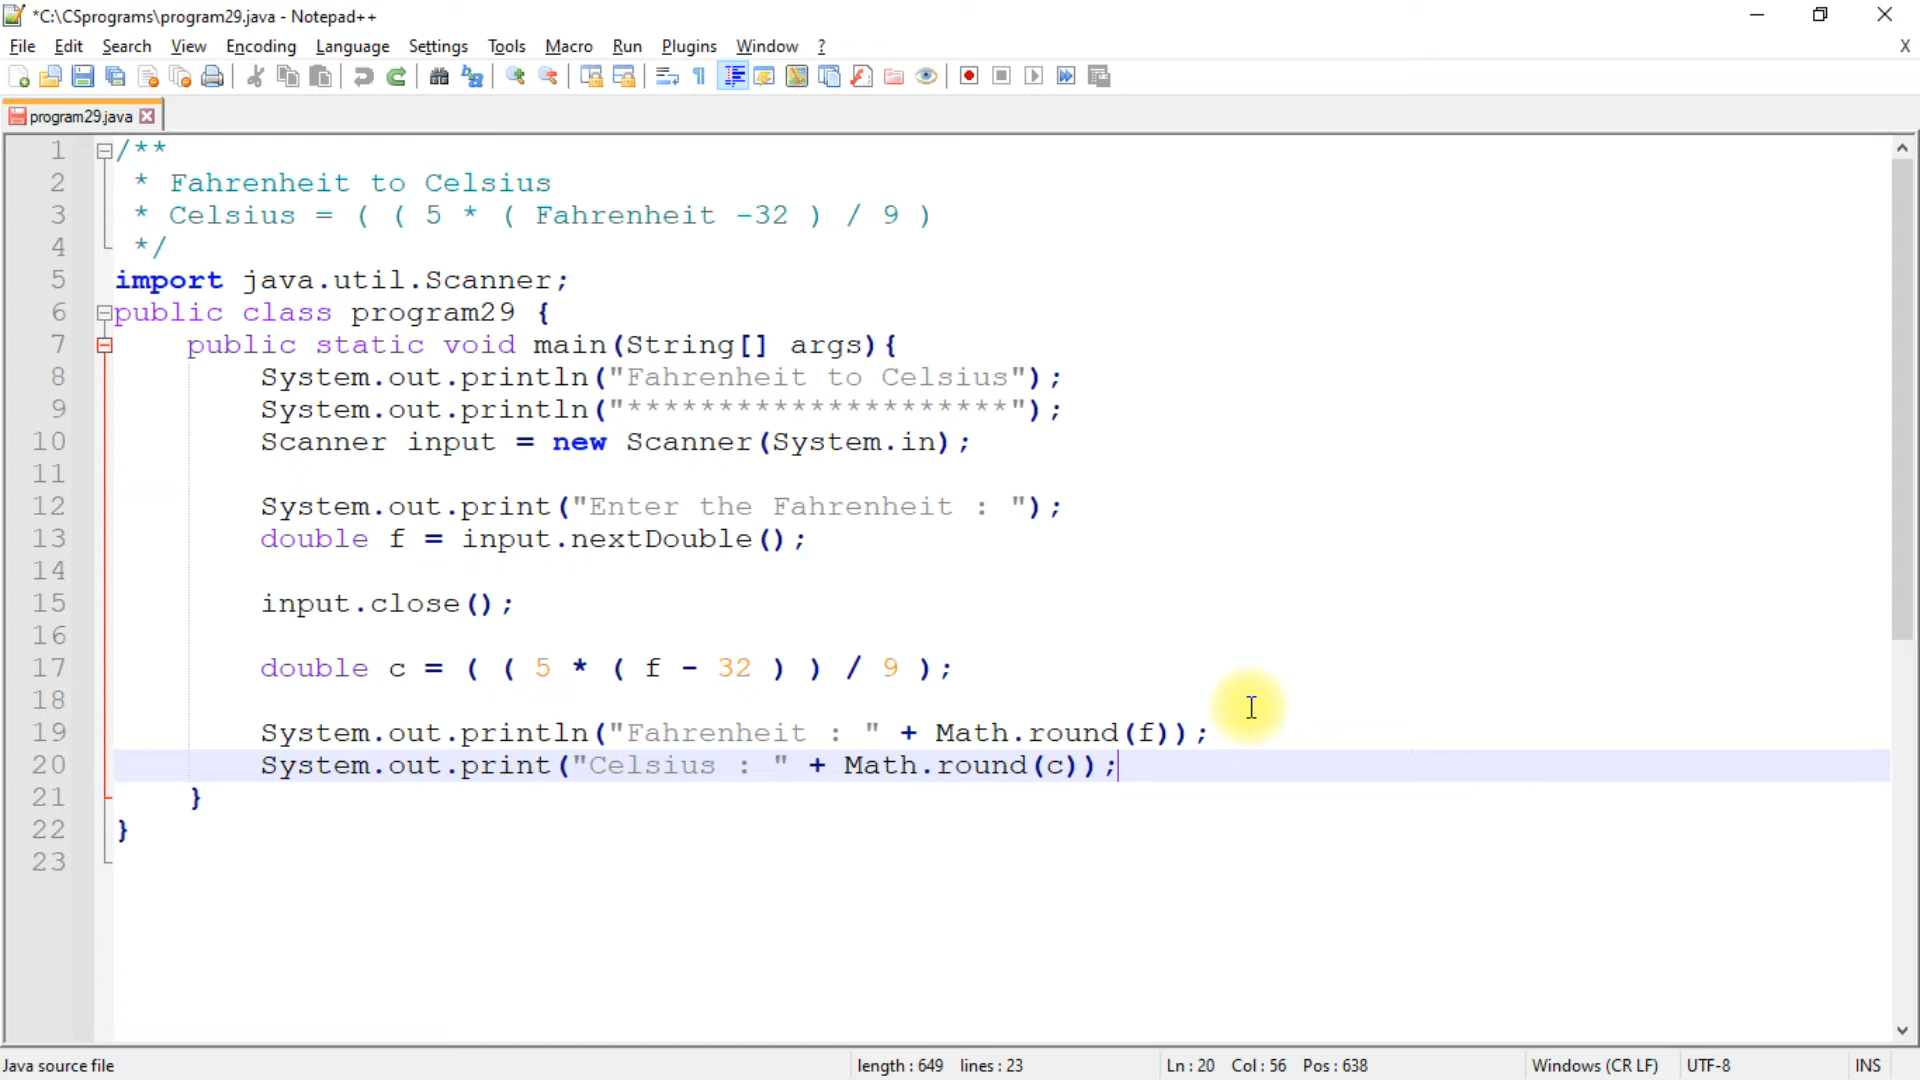 *C:\CSprograms\program29.java - Notepad++
File Edit Search View Encoding Language Settings Tools Macro Run Plugins Window ? X
program29.java
1 /**
2 * Fahrenheit to Celsius
3 * Celsius = ( ( 5 * ( Fahrenheit -32 ) / 9 )
4 */
5 import java.util.Scanner;
6 public class program29 {
7 public static void main(String[] args){
8 System.out.println("Fahrenheit to Celsius");
9 System.out.println("*********************");
10 Scanner input = new Scanner(System.in);
11
12 System.out.print("Enter the Fahrenheit : ");
13 double f = input.nextDouble();
14
15 input.close();
16
17 double c = ( ( 5 * ( f - 32 ) ) / 9 );
18
19 System.out.println("Fahrenheit : " + Math.round(f));
20 System.out.print("Celsius : " + Math.round(c));
21 }
22 }
23
Java source file length : 649 lines : 23 Ln : 20 Col : 56 Pos : 638 Windows (CR LF) UTF-8 INS